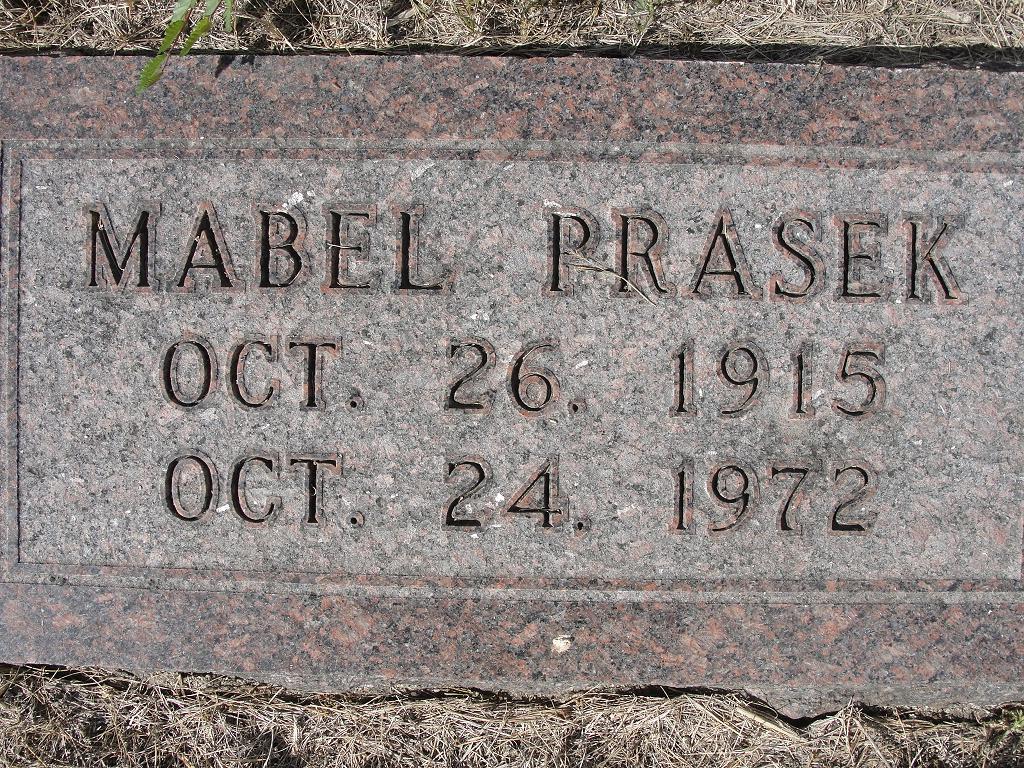 MABEL PRASEK
OCT. 26. 1915
OCT. 24. 1972